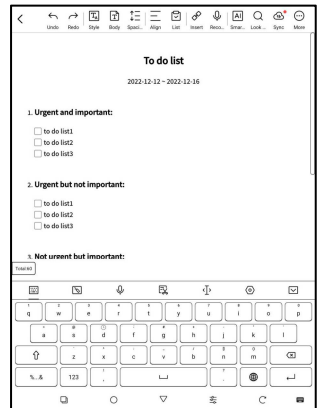 Undo Redo Style Body Spaci... Align List Insert Reco... Smar... Look ... Sync More
To do list
2022-12-12 ~ 2022-12-16
1. Urgent and important:
to do list1
to do list2
to do list3
2. Urgent but not important:
to do list1
to do list2
to do list3
3. Not urgent but important:
Total:60
q w e r t y u i o p
a s d f g h j k l
z x c v b n m
%...& 123 , .